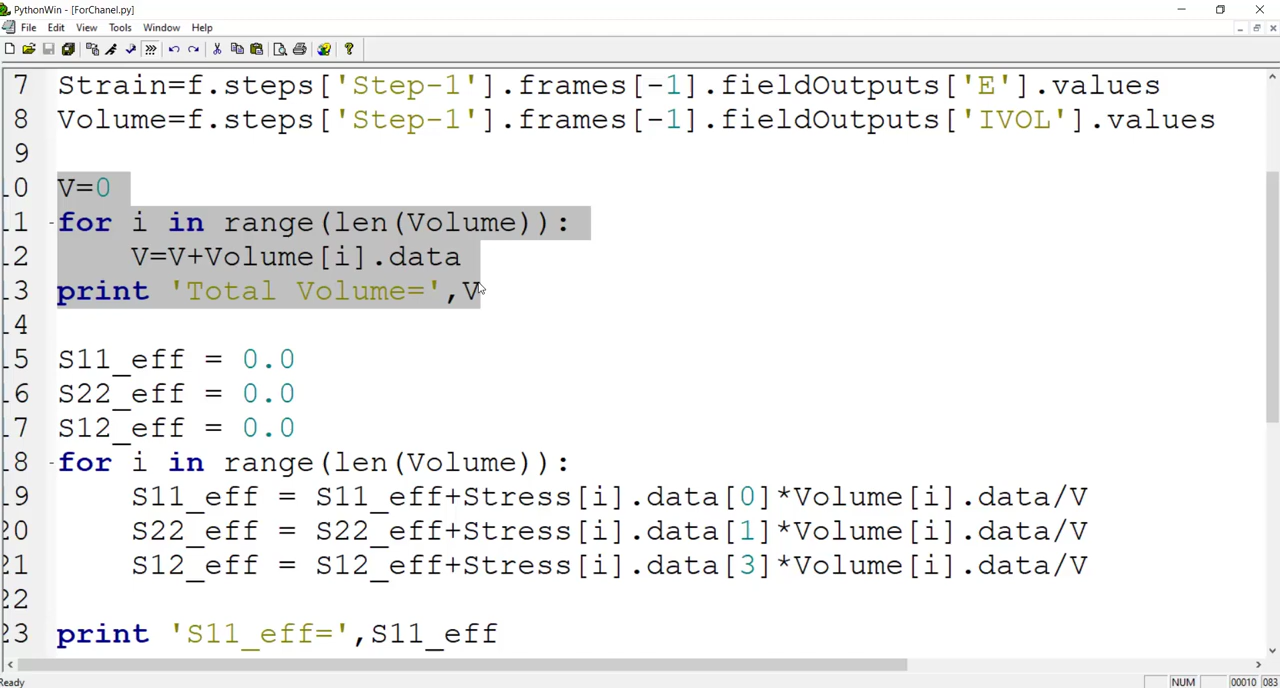 PythonWin - [ForChanel.py]
File Edit View Tools Window Help
7 Strain=f.steps['Step-1'].frames[-1].fieldOutputs['E'].values
8 Volume=f.steps['Step-1'].frames[-1].fieldOutputs['IVOL'].values
9
10 V=0
11 for i in range(len(Volume)):
12 V=V+Volume[i].data
13 print 'Total Volume=',V
14
15 S11_eff = 0.0
16 S22_eff = 0.0
17 S12_eff = 0.0
18 for i in range(len(Volume)):
19 S11_eff = S11_eff+Stress[i].data[0]*Volume[i].data/V
20 S22_eff = S22_eff+Stress[i].data[1]*Volume[i].data/V
21 S12_eff = S12_eff+Stress[i].data[3]*Volume[i].data/V
22
23 print 'S11_eff=',S11_eff
Ready NUM 00010 083